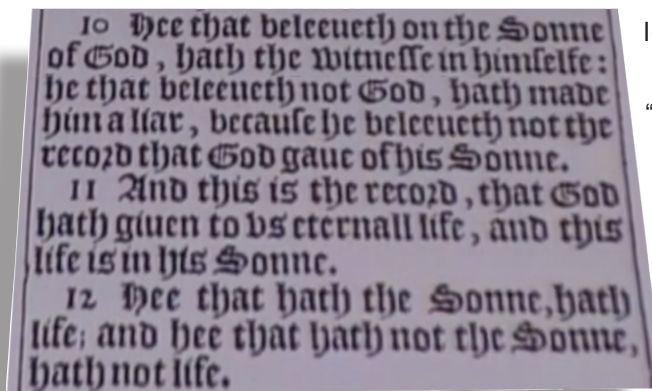 10 Hee that beleeueth on the Sonne
of God, hath the witnesse in himselfe:
he that beleeueth not God, hath made
him a liar, because he beleeueth not the
record that God gaue of his Sonne.
11 And this is the record, that God
hath giuen to vs eternall life, and this
life is in his Sonne.
12 Hee that hath the Sonne, hath
life; and hee that hath not the Sonne,
hath not life.